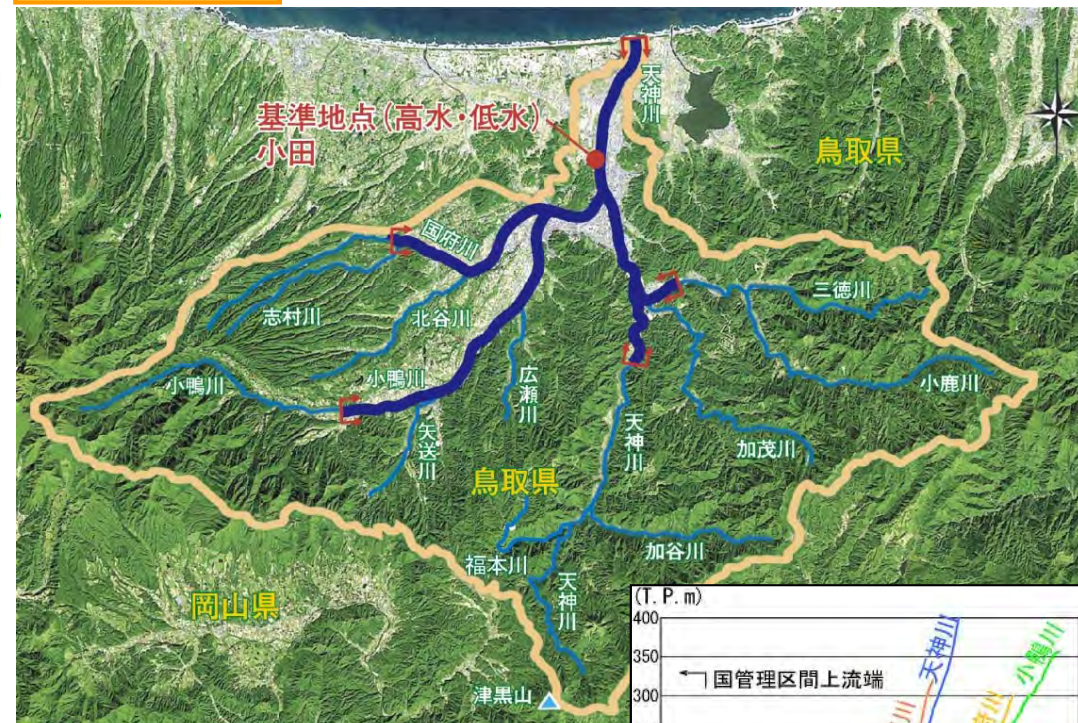 天神川
基準地点(高水・低水)
小田
鳥取県
国府川
志村川
北谷川
三徳川
小鴨川
小鴨川
広瀬川
小鹿川
矢送川
天神川
加茂川
鳥取県
加谷川
福本川
天神川
岡山県
津黒山
(T.P.m)
400
350
300
国管理区間上流端
天神川
小鴨川